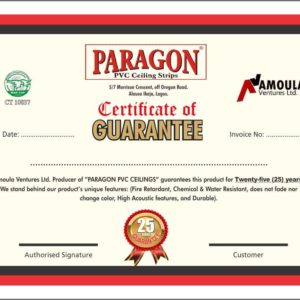 PARAGON
PVC Ceiling Strips
5/7 Morrison Crescent, off Oregun Road,
Alausa Ikeja, Lagos.
CT 10237
NAMOULA
Ventures Ltd.
Certificate of
GUARANTEE
Date:
Invoice No:
amoula Ventures Ltd. Producer of "PARAGON PVC CEILINGS" guarantees this product for Twenty-five (25) years
We stand behind our product's unique features: (Fire Retardant, Chemical & Water Resistant, does not fade nor
change color, High Acoustic features, and Durable).
25
Authorised Signature
Customer